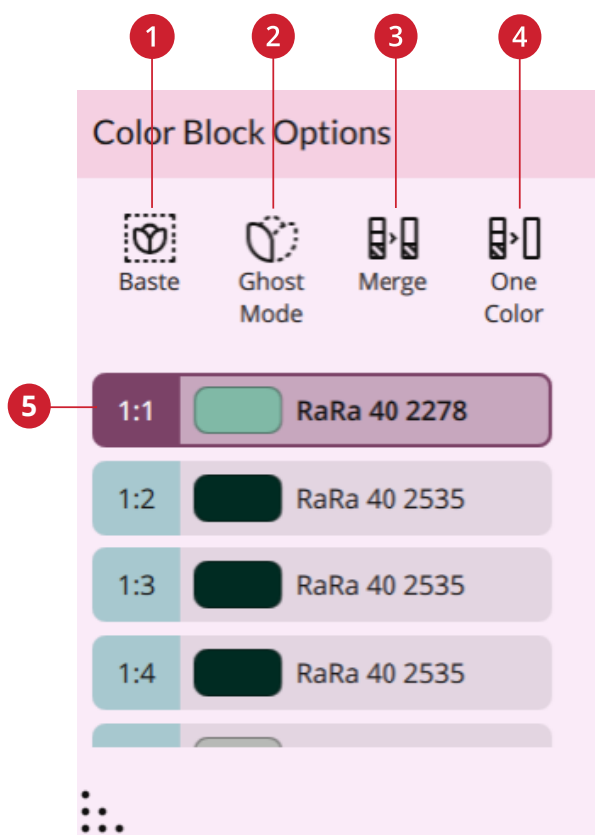 1 2 3 4
Color Block Options
Baste Ghost Mode Merge One Color
5
1:1 RaRa 40 2278
1:2 RaRa 40 2535
1:3 RaRa 40 2535
1:4 RaRa 40 2535